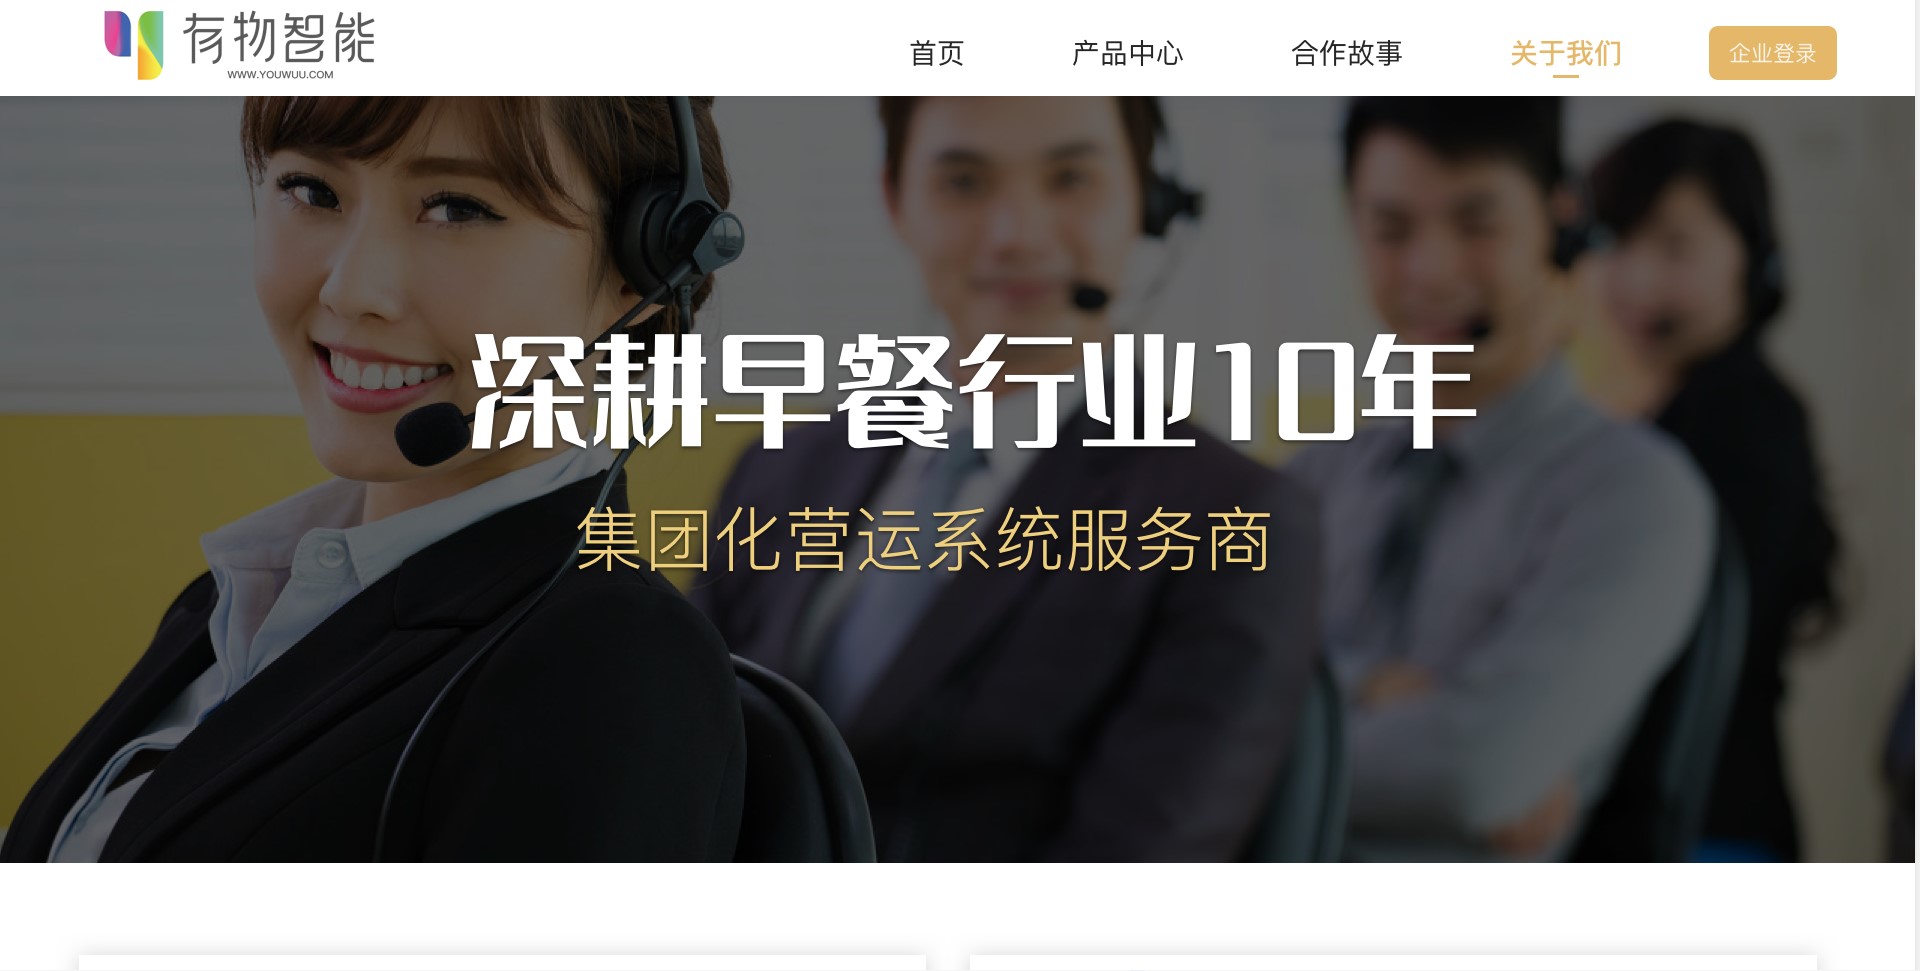 有物智能
WWW.YOUWUU.COM
首页
产品中心
合作故事
关于我们
企业登录
深耕早餐行业10年
集团化营运系统服务商